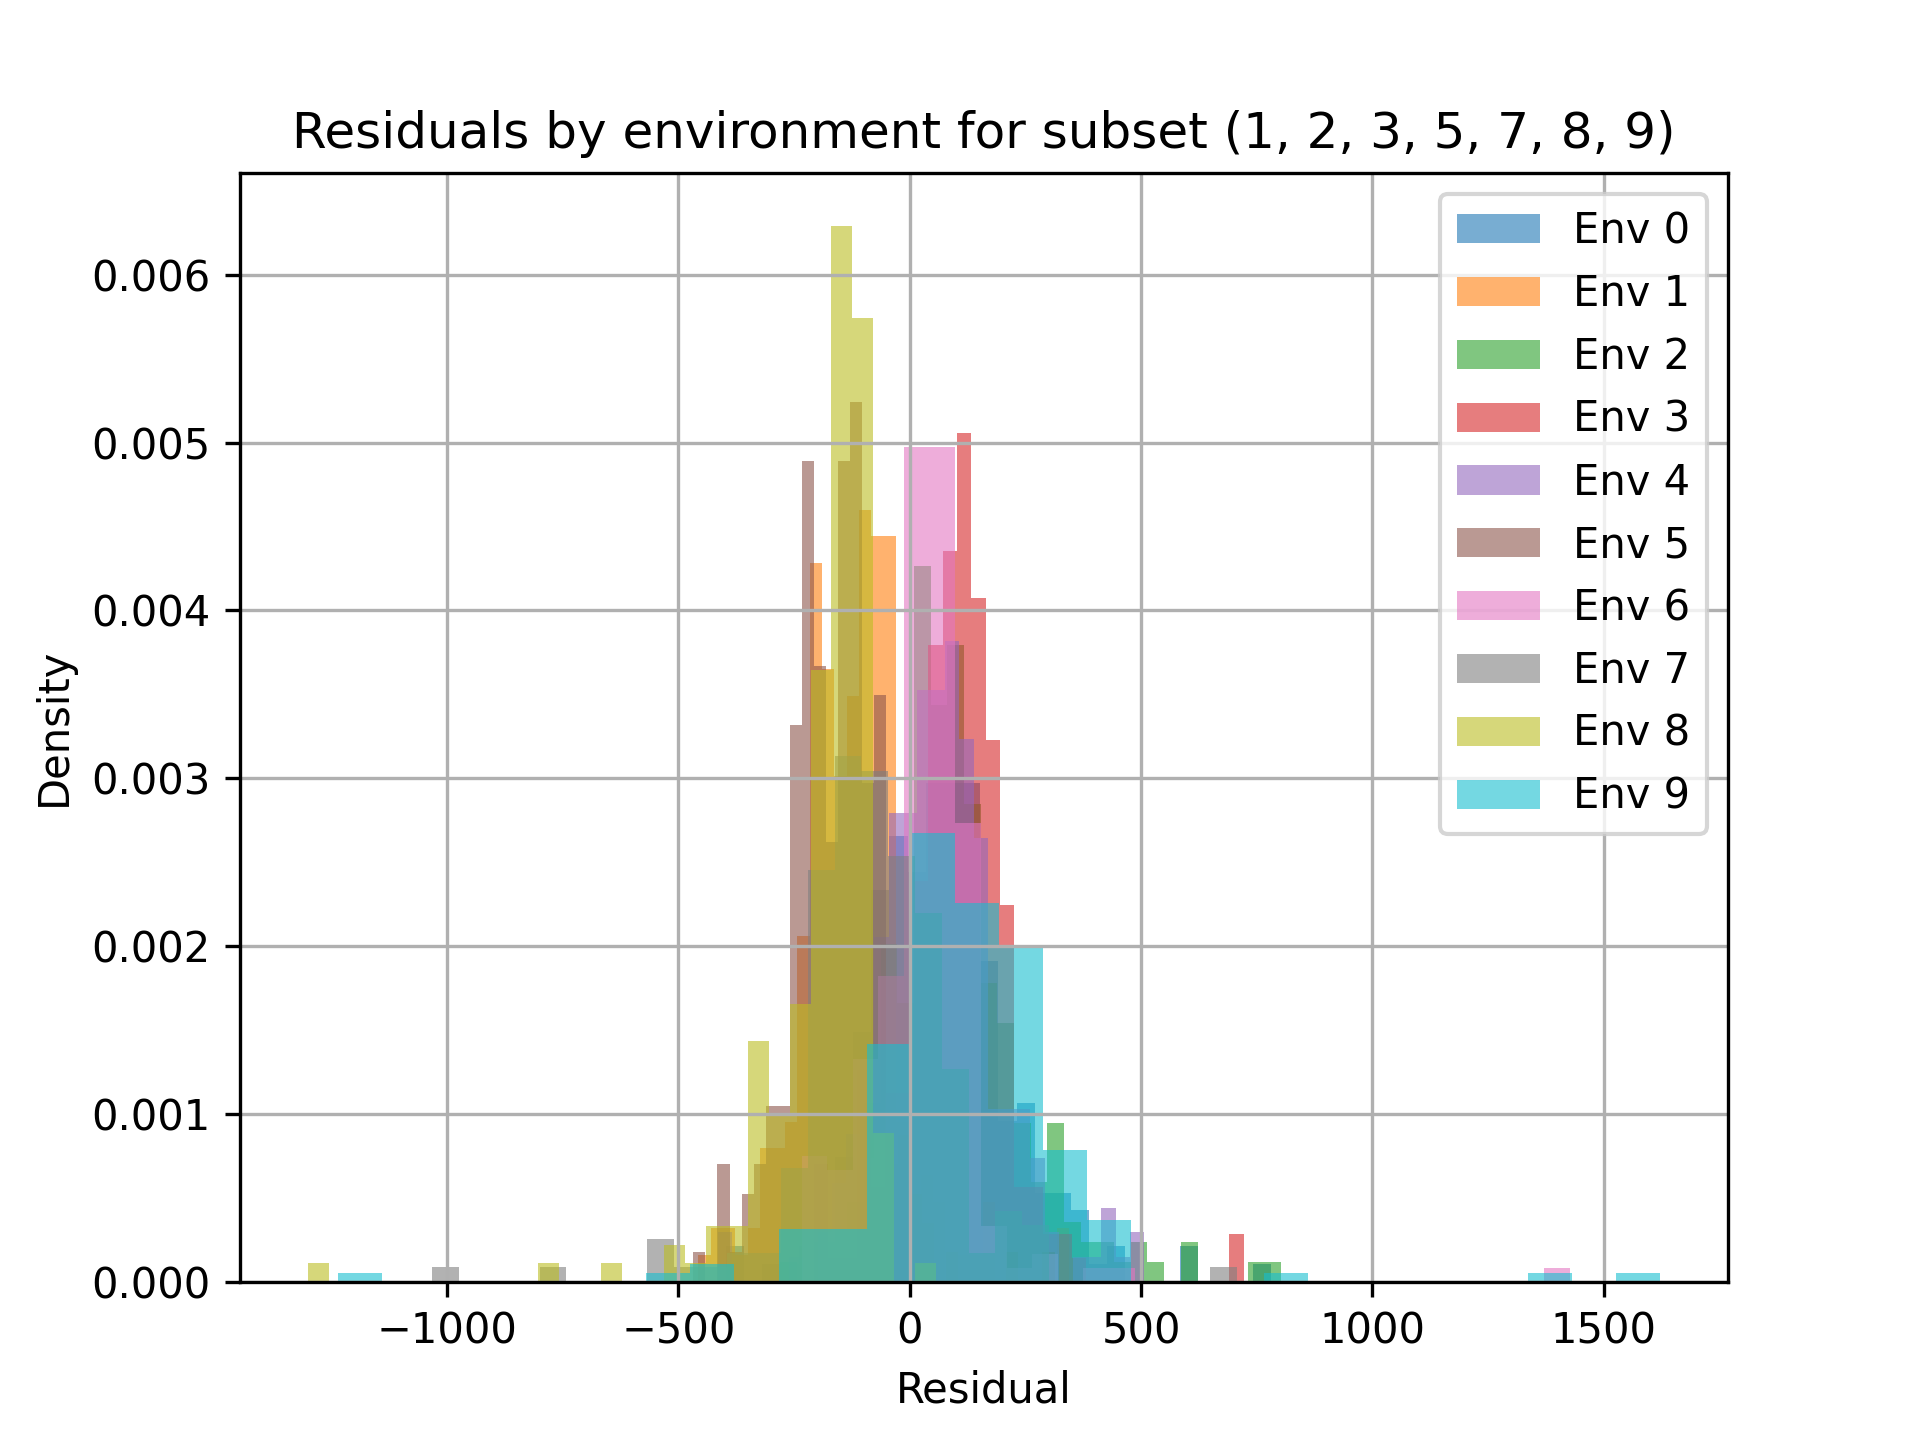 Residuals by environment for subset (1, 2, 3, 5, 7, 8, 9)
Env 0
Env 1
Env 2
Env 3
Env 4
Env 5
Env 6
Env 7
Env 8
Env 9
0.006
0.005
0.004
0.003
0.002
0.001
0.000
Density
−1000
−500
0
500
1000
1500
Residual